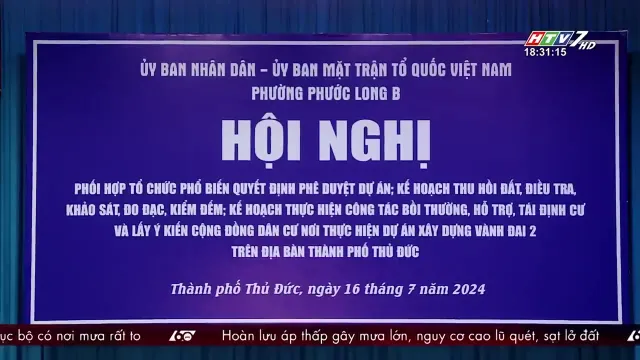 HTV7 HD
18:31:15
ỦY BAN NHÂN DÂN – ỦY BAN MẶT TRẬN TỔ QUỐC VIỆT NAM
PHƯỜNG PHƯỚC LONG B
HỘI NGHỊ
PHỐI HỢP TỔ CHỨC PHỔ BIẾN QUYẾT ĐỊNH PHÊ DUYỆT DỰ ÁN; KẾ HOẠCH THU HỒI ĐẤT, ĐIỀU TRA,
KHẢO SÁT, ĐO ĐẠC, KIỂM ĐẾM; KẾ HOẠCH THỰC HIỆN CÔNG TÁC BỒI THƯỜNG, HỖ TRỢ, TÁI ĐỊNH CƯ
VÀ LẤY Ý KIẾN CỘNG ĐỒNG DÂN CƯ NƠI THỰC HIỆN DỰ ÁN XÂY DỰNG VÀNH ĐAI 2
TRÊN ĐỊA BÀN THÀNH PHỐ THỦ ĐỨC
Thành phố Thủ Đức, ngày 16 tháng 7 năm 2024
ục bộ có nơi mưa rất to 60 Hoàn lưu áp thấp gây mưa lớn, nguy cơ cao lũ quét, sạt lở đất